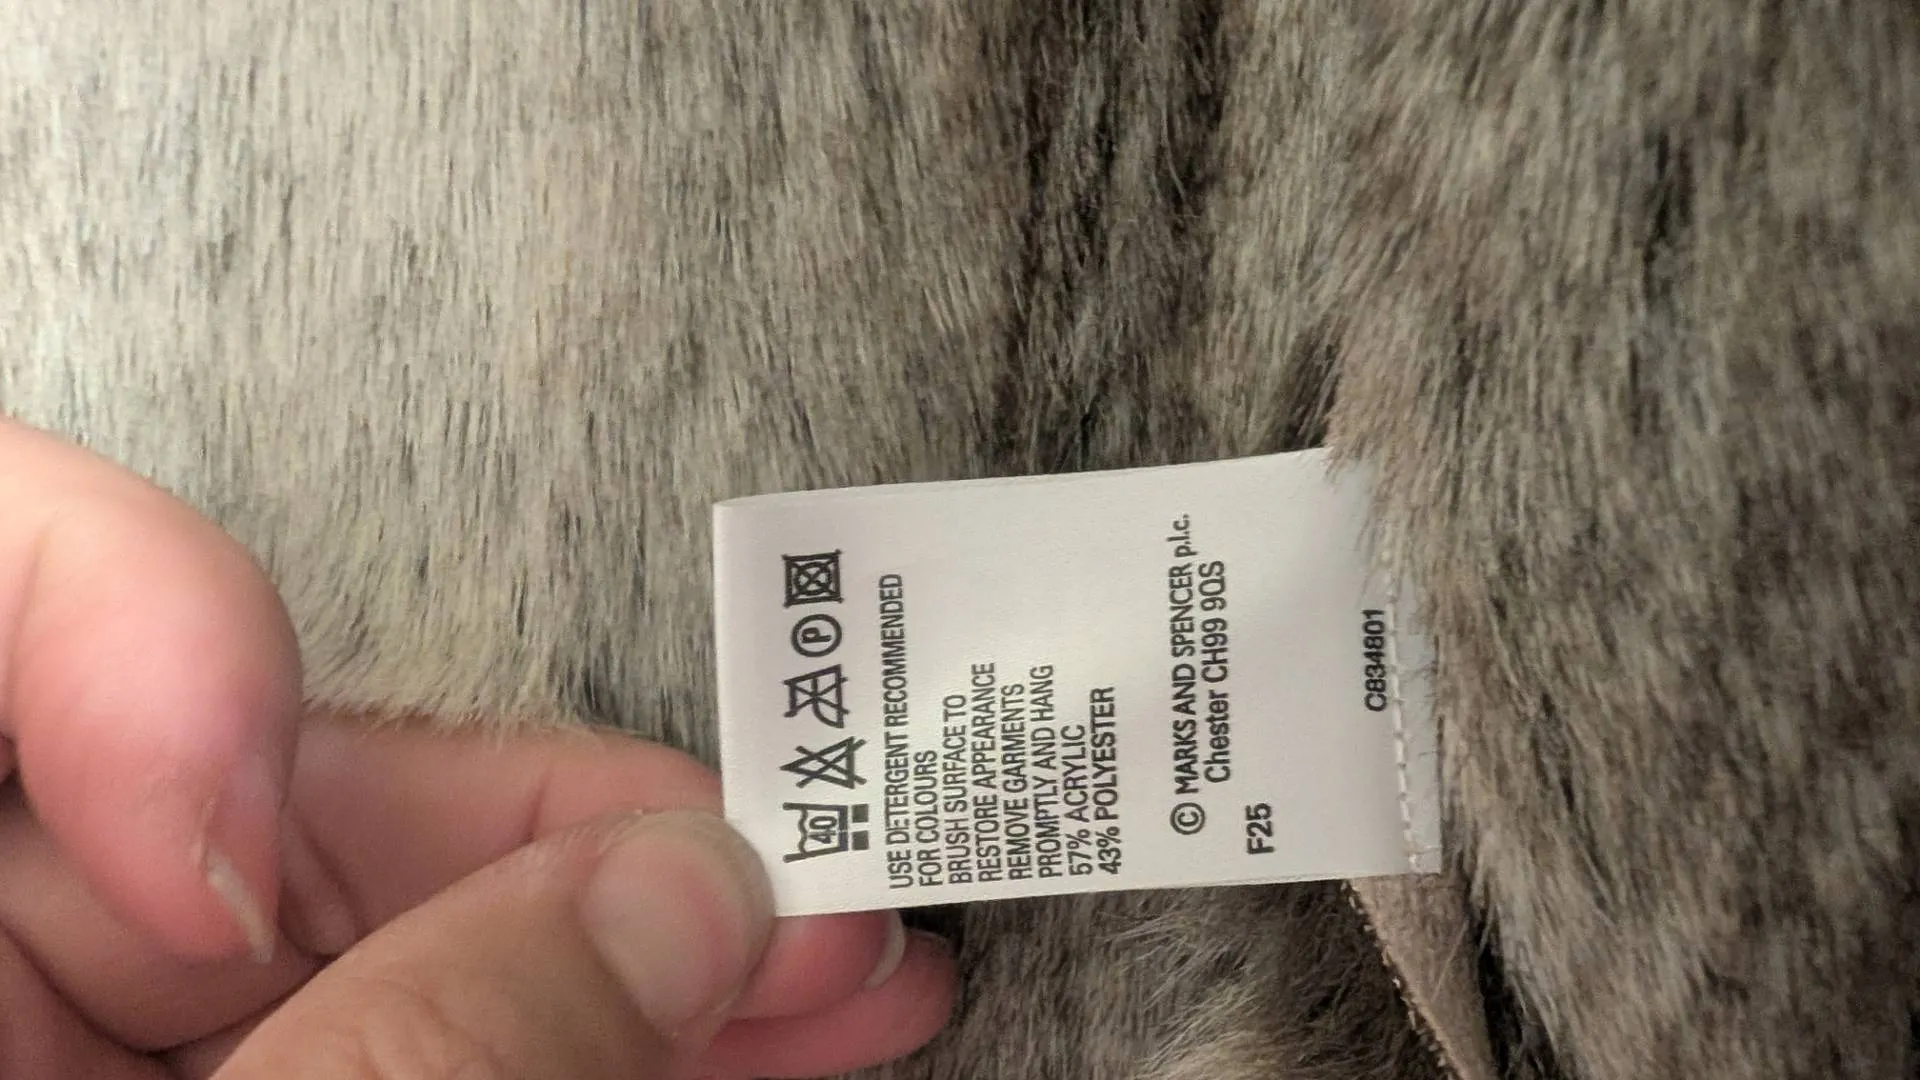 40
P
USE DETERGENT RECOMMENDED
FOR COLOURS
BRUSH SURFACE TO
RESTORE APPEARANCE
REMOVE GARMENTS
PROMPTLY AND HANG
57% ACRYLIC
43% POLYESTER
© MARKS AND SPENCER p.l.c.
Chester CH99 9QS
F25
C834801